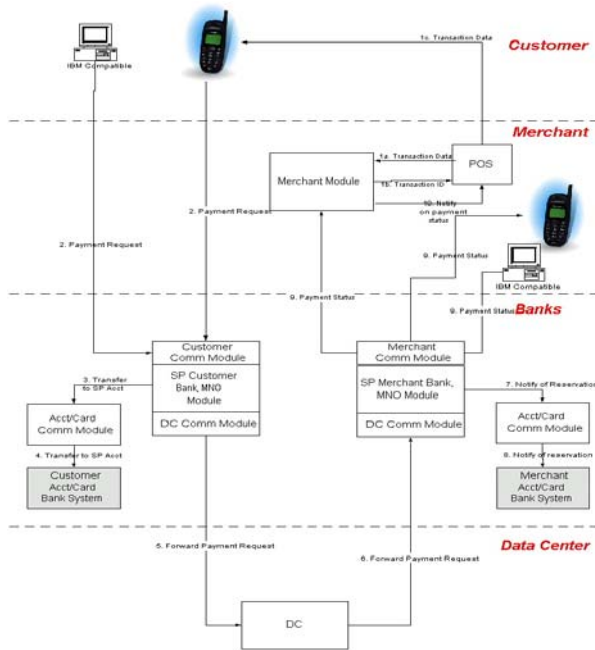 1c. Transaction Data
Customer
IBM Compatible
Merchant
1a. Transaction Data
POS
Merchant Module
1b. Transaction ID
10. Notify
on payment
status
2. Payment Request
2. Payment Request
9. Payment Status
IBM Compatible
9. Payment Status
9. Payment Status
Banks
Customer
Comm Module
Merchant
Comm Module
SP Customer
Bank, MNO
Module
SP Merchant Bank,
MNO Module
3. Transfer
to SP Acct
7. Notify of Reservation
Acct/Card
Comm Module
DC Comm Module
DC Comm Module
Acct/Card
Comm Module
4. Transfer to SP Acct
8. Notify of reservation
Customer
Acct/Card
Bank System
Merchant
Acct/Card
Bank System
5. Forward Payment Request
6. Forward Payment Request
Data Center
DC